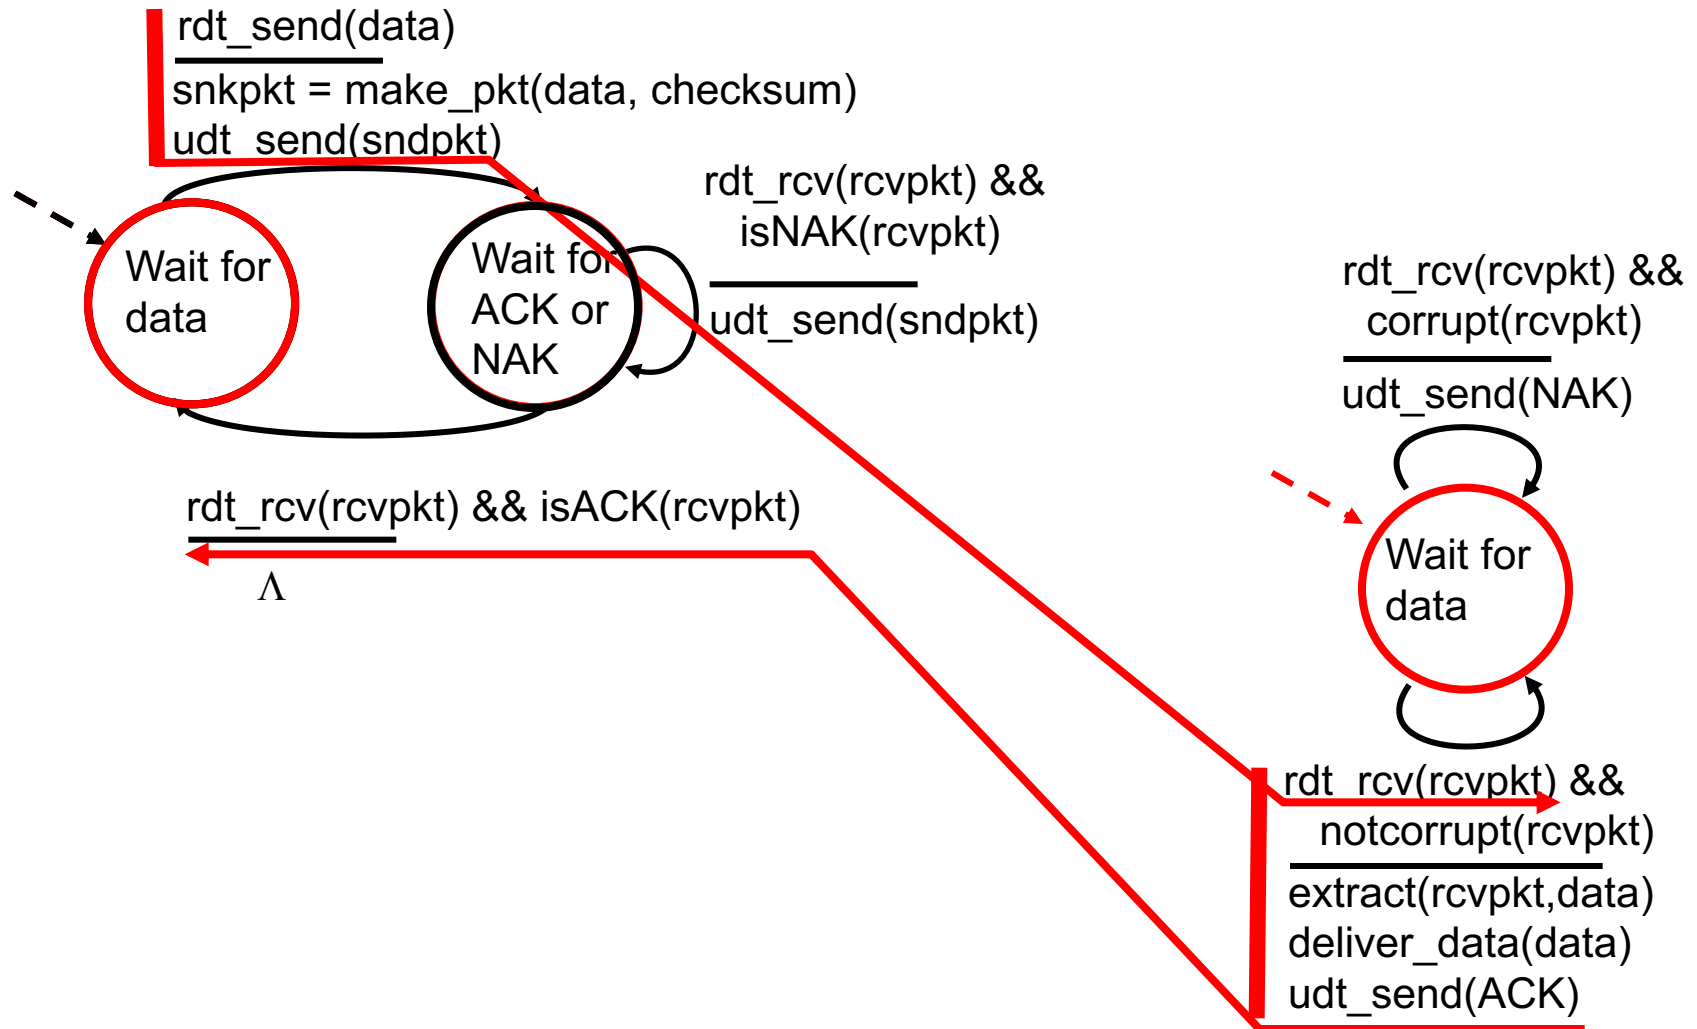 rdt_send(data)
snkpkt = make_pkt(data, checksum)
udt_send(sndpkt)
Wait for
data
Wait for
ACK or
NAK
rdt_rcv(rcvpkt) &&
isNAK(rcvpkt)
udt_send(sndpkt)
rdt_rcv(rcvpkt) && isACK(rcvpkt)
Λ
rdt_rcv(rcvpkt) &&
corrupt(rcvpkt)
udt_send(NAK)
Wait for
data
rdt_rcv(rcvpkt) &&
notcorrupt(rcvpkt)
extract(rcvpkt,data)
deliver_data(data)
udt_send(ACK)